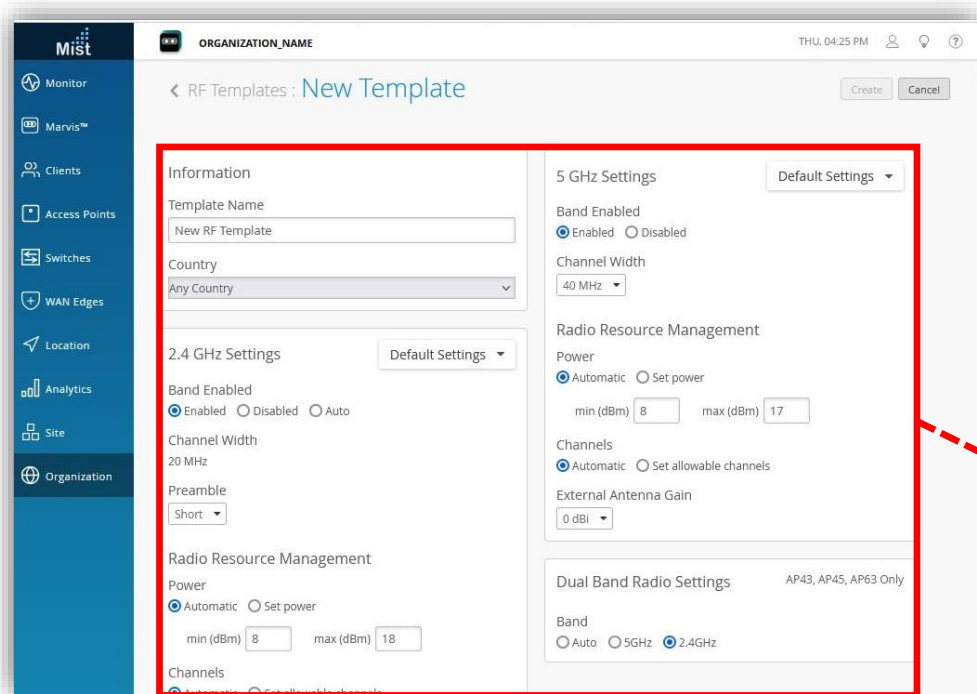 Mist
ORGANIZATION_NAME
THU, 04:25 PM
?
Monitor
Marvis™
Clients
Access Points
Switches
WAN Edges
Location
Analytics
Site
Organization
< RF Templates : New Template
Create Cancel
Information
Template Name
New RF Template
Country
Any Country
2.4 GHz Settings Default Settings
Band Enabled
Enabled Disabled Auto
Channel Width
20 MHz
Preamble
Short
Radio Resource Management
Power
Automatic Set power
min (dBm) 8 max (dBm) 18
Channels
Automatic Set allowable channels
5 GHz Settings Default Settings
Band Enabled
Enabled Disabled
Channel Width
40 MHz
Radio Resource Management
Power
Automatic Set power
min (dBm) 8 max (dBm) 17
Channels
Automatic Set allowable channels
External Antenna Gain
0 dBi
Dual Band Radio Settings AP43, AP45, AP63 Only
Band
Auto 5GHz 2.4GHz